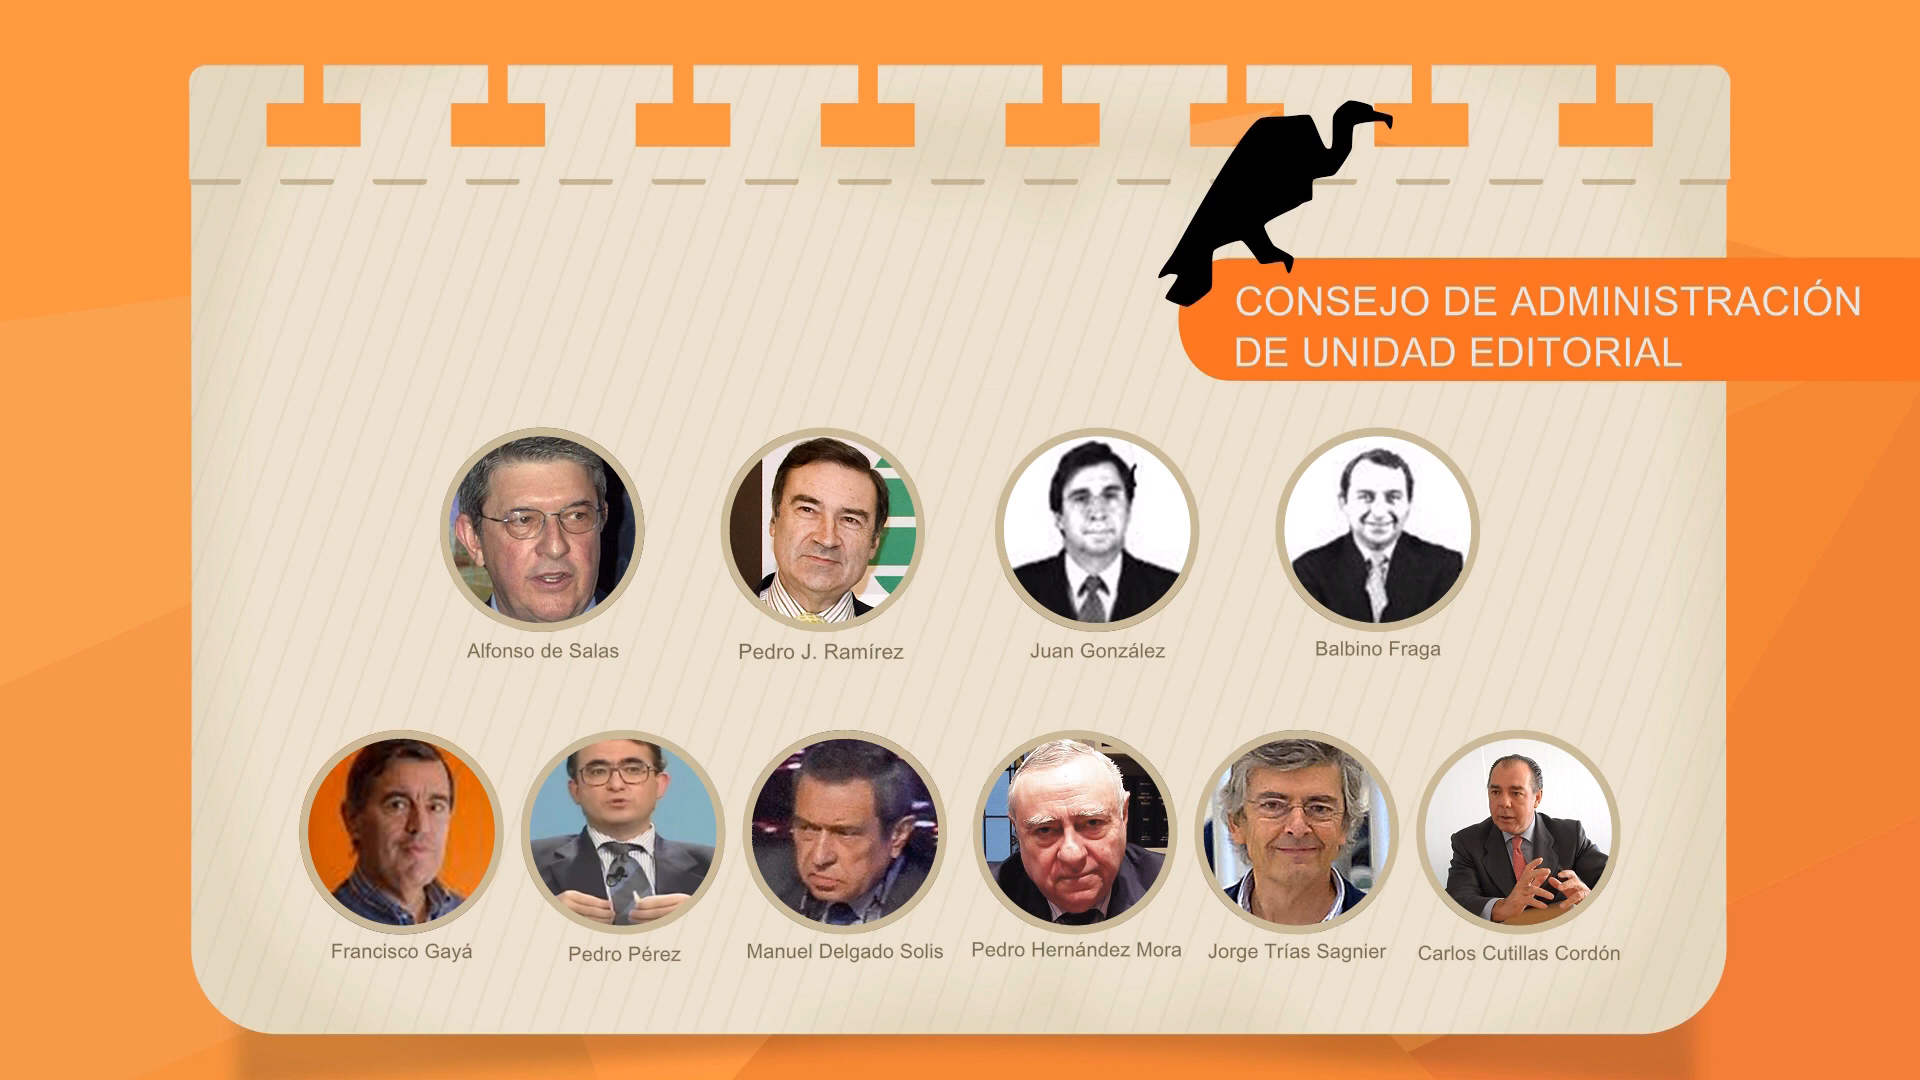 CONSEJO DE ADMINISTRACIÓN
DE UNIDAD EDITORIAL
Alfonso de Salas
Pedro J. Ramírez
Juan González
Balbino Fraga
Francisco Gayá
Pedro Pérez
Manuel Delgado Solis
Pedro Hernández Mora
Jorge Trías Sagnier
Carlos Cutillas Cordón